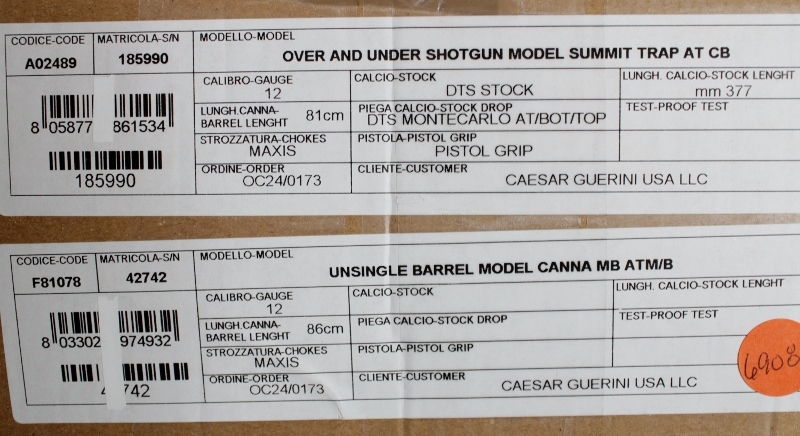 CODICE-CODE MATRICOLA-S/N MODELLO-MODEL
A02489 185990 OVER AND UNDER SHOTGUN MODEL SUMMIT TRAP AT CB
CALIBRO-GAUGE CALCIO-STOCK LUNGH. CALCIO-STOCK LENGHT
12 DTS STOCK mm 377
LUNGH.CANNA- 81cm PIEGA CALCIO-STOCK DROP TEST-PROOF TEST
BARREL LENGHT DTS MONTECARLO AT/BOT/TOP
8 05877 861534
STROZZATURA-CHOKES PISTOLA-PISTOL GRIP
MAXIS PISTOL GRIP
ORDINE-ORDER CLIENTE-CUSTOMER
185990 OC24/0173 CAESAR GUERINI USA LLC
CODICE-CODE MATRICOLA-S/N MODELLO-MODEL
F81078 42742 UNSINGLE BARREL MODEL CANNA MB ATM/B
CALIBRO-GAUGE CALCIO-STOCK LUNGH. CALCIO-STOCK LENGHT
12
LUNGH.CANNA- 86cm PIEGA CALCIO-STOCK DROP TEST-PROOF TEST
BARREL LENGHT
8 03302 974932
STROZZATURA-CHOKES PISTOLA-PISTOL GRIP
MAXIS
ORDINE-ORDER CLIENTE-CUSTOMER
4 742 OC24/0173 CAESAR GUERINI USA LLC
6908